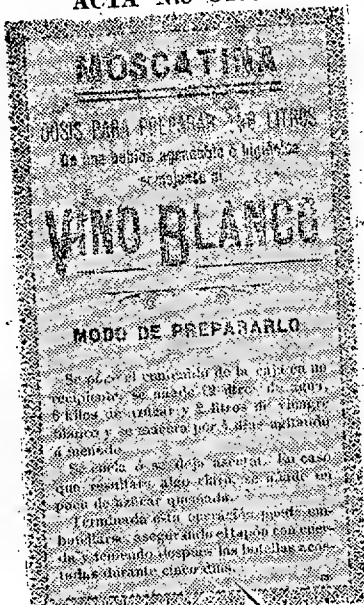 ACTA No
MOSCATINA
DOSIS PARA PREPARAR LITROS
De una bebida agradable é higiénica
semejante al
VINO BLANCO
MODO DE PREPARARLO
Se pone el contenido de la caja en un
recipiente, se añade litros de agua,
6 kilos de azúcar y 2 litros de vinagre
blanco y se macera por días agitando
á menudo.
Se cuela ó se deja asentar. En caso
que resultare algo se añade un
poco de azúcar quemada.
Terminada esta operación puede em-
botellarse, asegurando el tapón con cuer-
da y teniendo después las botellas acos-
tadas durante cinco días.